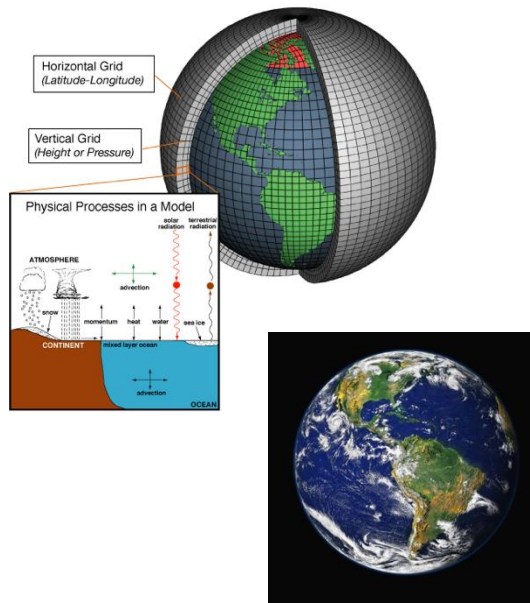 Horizontal Grid
(Latitude-Longitude)
Vertical Grid
(Height or Pressure)
Physical Processes in a Model
solar
radiation
terrestrial
radiation
ATMOSPHERE
advection
snow
momentum
heat
water
sea ice
CONTINENT
mixed layer ocean
advection
OCEAN